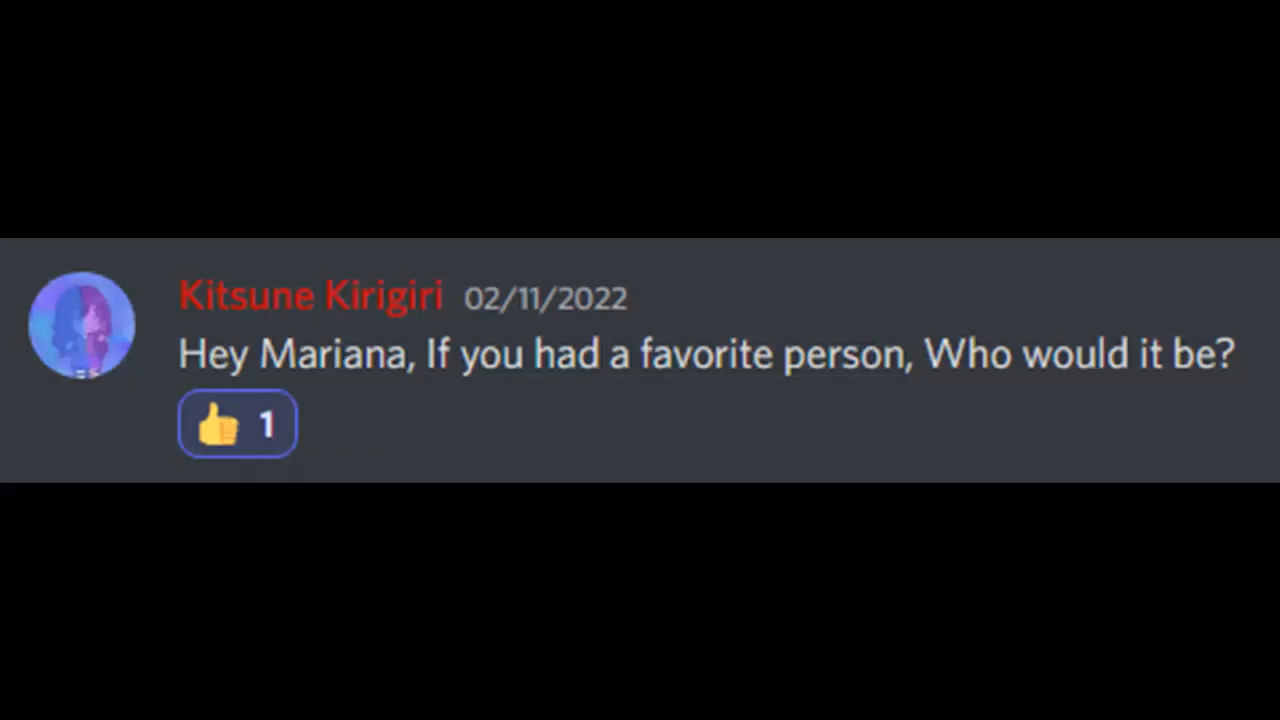 Kitsune Kirigiri 02/11/2022
Hey Mariana, If you had a favorite person, Who would it be?
👍 1